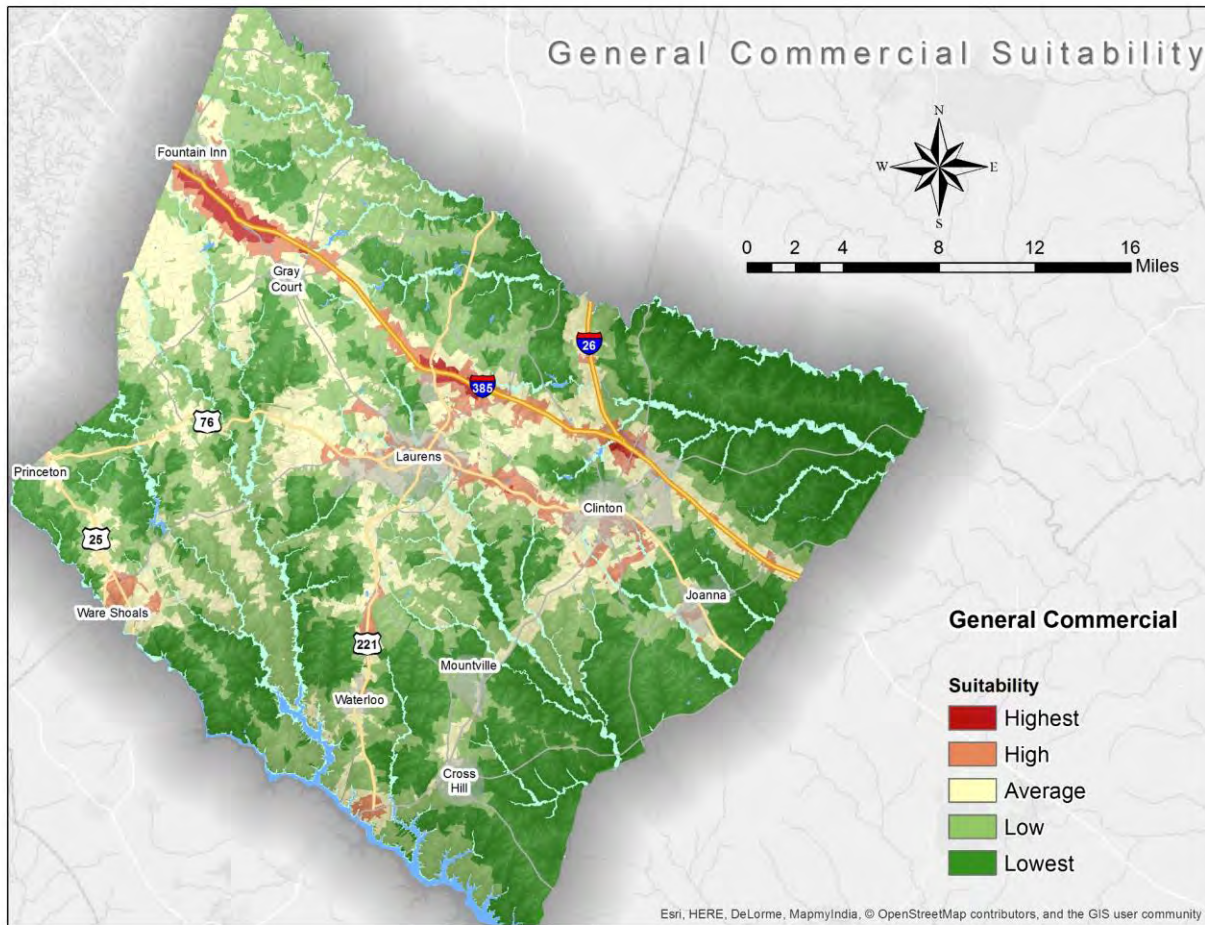 General Commercial Suitability
N
W
E
S
0 2 4 8 12 16
Miles
Fountain Inn
Gray
Court
26
385
76
Laurens
Princeton
Clinton
25
Ware Shoals
Joanna
221
Mountville
Waterloo
Cross
Hill
General Commercial
Suitability
Highest
High
Average
Low
Lowest
Esri, HERE, DeLorme, MapmyIndia, © OpenStreetMap contributors, and the GIS user community